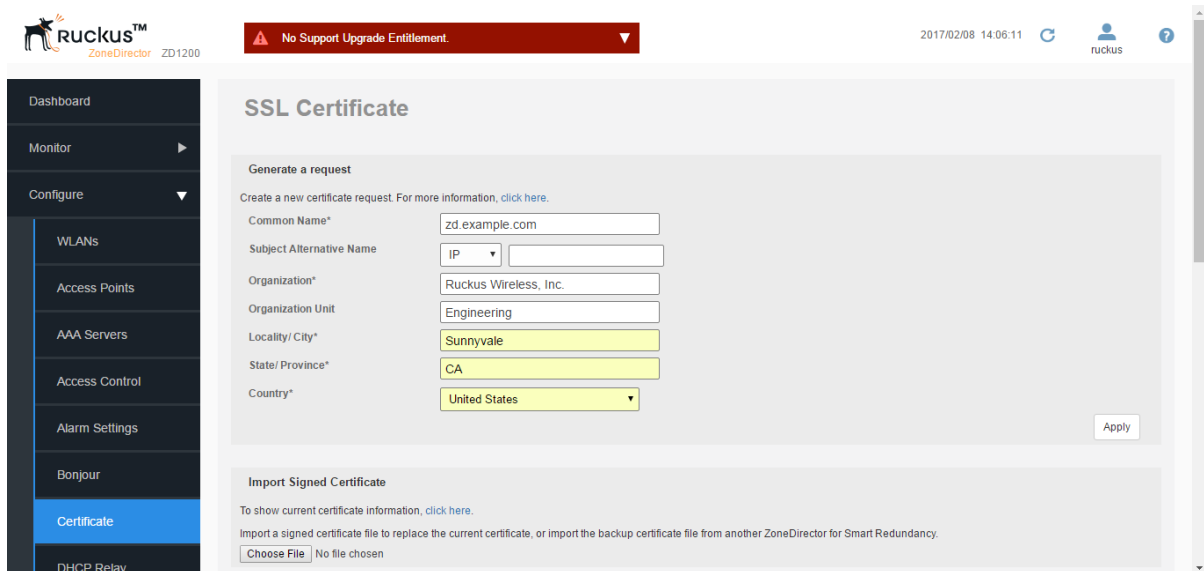 Ruckus™
ZoneDirector ZD1200
No Support Upgrade Entitlement.
2017/02/08 14:06:11
ruckus
Dashboard
Monitor
Configure
WLANs
Access Points
AAA Servers
Access Control
Alarm Settings
Bonjour
Certificate
DHCP Relay
SSL Certificate
Generate a request
Create a new certificate request. For more information, click here.
Common Name* zd.example.com
Subject Alternative Name IP
Organization* Ruckus Wireless, Inc.
Organization Unit Engineering
Locality/ City* Sunnyvale
State/ Province* CA
Country* United States
Apply
Import Signed Certificate
To show current certificate information, click here.
Import a signed certificate file to replace the current certificate, or import the backup certificate file from another ZoneDirector for Smart Redundancy.
Choose File No file chosen